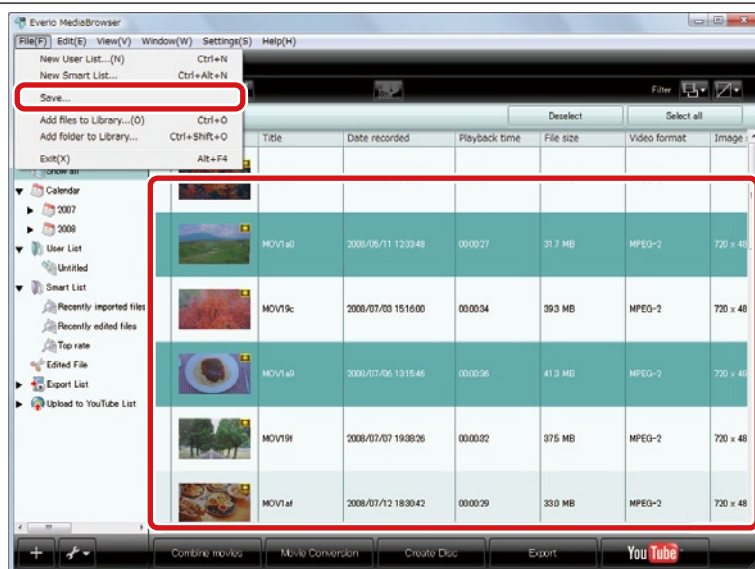 Everio MediaBrowser
File(F) Edit(E) View(V) Window(W) Settings(S) Help(H)
New User List...(N) Ctrl+N
New Smart List... Ctrl+Alt+N
Save...
Add files to Library...(O) Ctrl+O
Add folder to Library... Ctrl+Shift+O
Exit(X) Alt+F4
Filter
Deselect Select all
Title Date recorded Playback time File size Video format Image
Show all
Calendar
2007
2008
User List
Untitled
Smart List
Recently imported files
Recently edited files
Top rate
Edited File
Export List
Upload to YouTube List
MOV1a0 2008/06/11 12:33:48 00:00:27 31.7 MB MPEG-2 720 x 48
MOV19c 2008/07/03 15:16:00 00:00:34 39.3 MB MPEG-2 720 x 48
MOV1a9 2008/07/06 13:15:46 00:00:36 41.3 MB MPEG-2 720 x 48
MOV19f 2008/07/07 19:38:26 00:00:32 37.5 MB MPEG-2 720 x 48
MOV1af 2008/07/12 18:30:42 00:00:29 33.0 MB MPEG-2 720 x 48
Combine movies Movie Conversion Create Disc Export YouTube